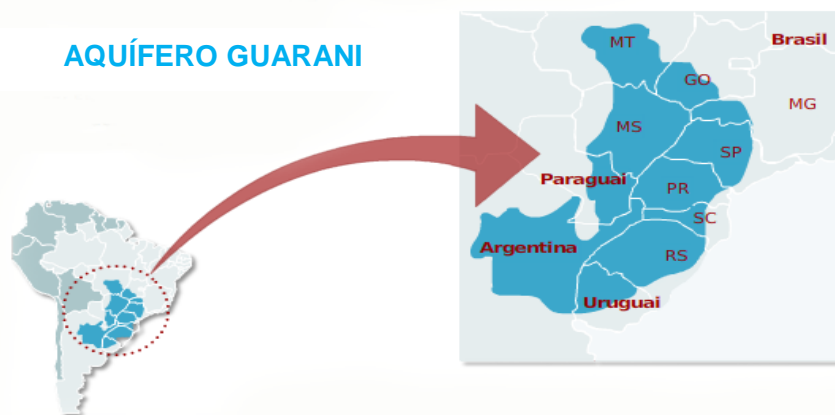 AQUÍFERO GUARANI
MT
Brasil
GO
MG
MS
SP
Paraguai
PR
SC
Argentina
RS
Uruguai